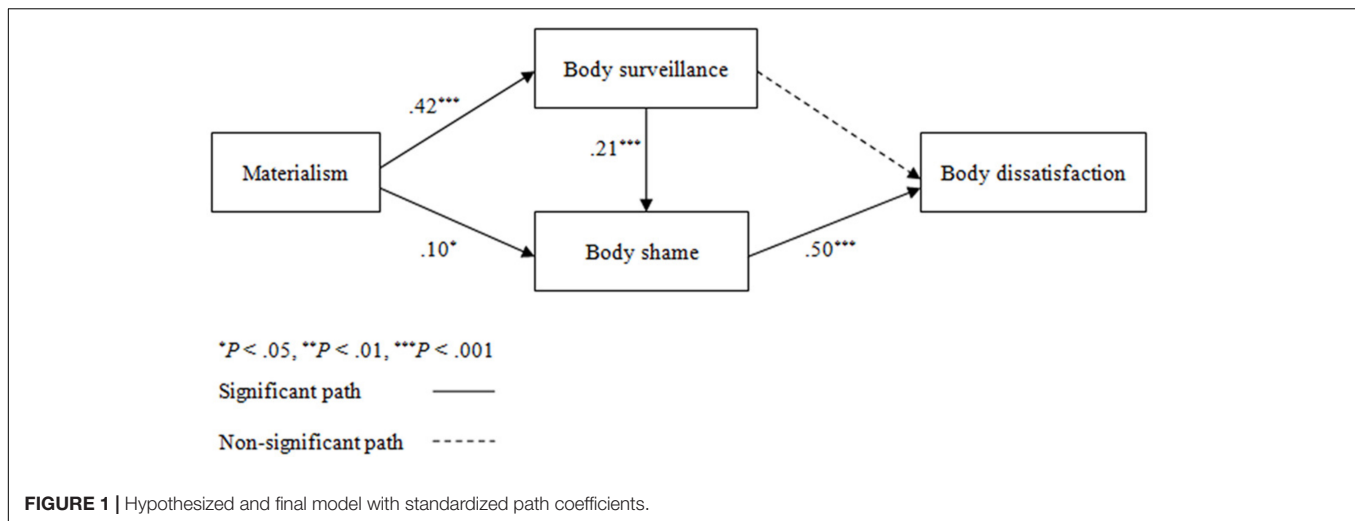 Body surveillance
.42***
.21***
Materialism
Body dissatisfaction
.10*
Body shame
.50***
*P < .05, **P < .01, ***P < .001
Significant path
Non-significant path
FIGURE 1 | Hypothesized and final model with standardized path coefficients.